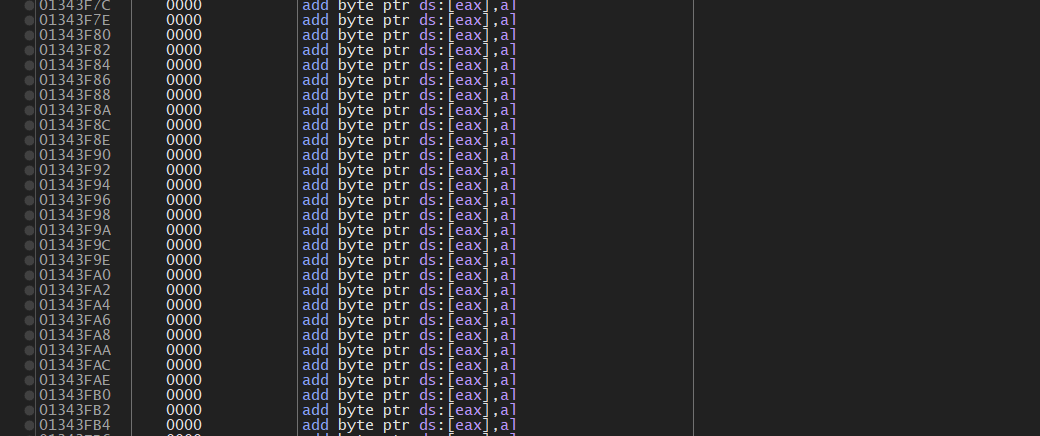 01343F7C 0000 add byte ptr ds:[eax],al
01343F7E 0000 add byte ptr ds:[eax],al
01343F80 0000 add byte ptr ds:[eax],al
01343F82 0000 add byte ptr ds:[eax],al
01343F84 0000 add byte ptr ds:[eax],al
01343F86 0000 add byte ptr ds:[eax],al
01343F88 0000 add byte ptr ds:[eax],al
01343F8A 0000 add byte ptr ds:[eax],al
01343F8C 0000 add byte ptr ds:[eax],al
01343F8E 0000 add byte ptr ds:[eax],al
01343F90 0000 add byte ptr ds:[eax],al
01343F92 0000 add byte ptr ds:[eax],al
01343F94 0000 add byte ptr ds:[eax],al
01343F96 0000 add byte ptr ds:[eax],al
01343F98 0000 add byte ptr ds:[eax],al
01343F9A 0000 add byte ptr ds:[eax],al
01343F9C 0000 add byte ptr ds:[eax],al
01343F9E 0000 add byte ptr ds:[eax],al
01343FA0 0000 add byte ptr ds:[eax],al
01343FA2 0000 add byte ptr ds:[eax],al
01343FA4 0000 add byte ptr ds:[eax],al
01343FA6 0000 add byte ptr ds:[eax],al
01343FA8 0000 add byte ptr ds:[eax],al
01343FAA 0000 add byte ptr ds:[eax],al
01343FAC 0000 add byte ptr ds:[eax],al
01343FAE 0000 add byte ptr ds:[eax],al
01343FB0 0000 add byte ptr ds:[eax],al
01343FB2 0000 add byte ptr ds:[eax],al
01343FB4 0000 add byte ptr ds:[eax],al